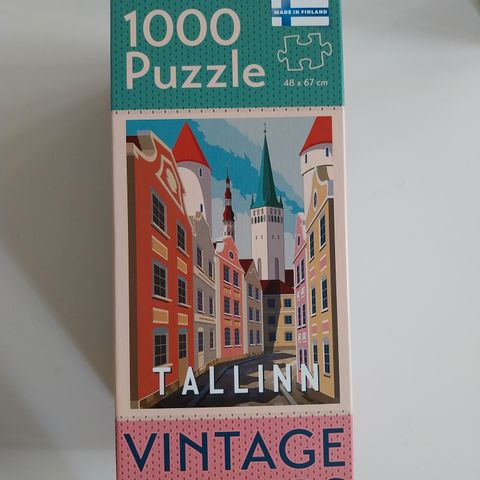 MADE IN FINLAND
1000
Puzzle
48 x 67 cm
TALLINN
VINTAGE